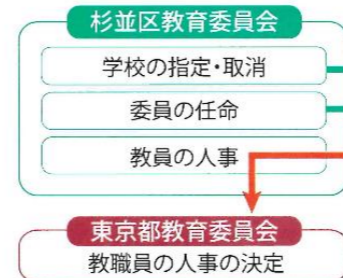 杉並区教育委員会
学校の指定・取消
委員の任命
教員の人事
東京都教育委員会
教職員の人事の決定